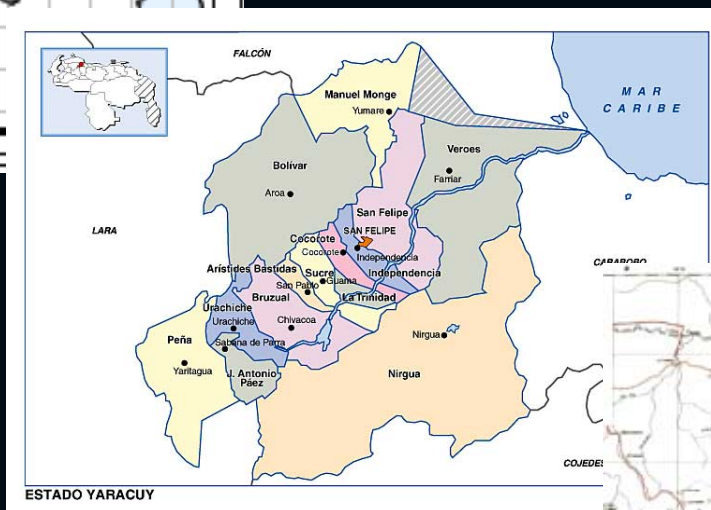 FALCÓN
MAR
CARIBE
Manuel Monge
Yumare
Veroes
Farriar
Bolívar
Aroa
LARA
San Felipe
SAN FELIPE
Cocorote
Cocorote
Independencia
Independencia
CARABOBO
Arístides Bastidas
Sucre
Guama
San Pablo
La Trinidad
Bruzual
Chivacoa
Urachiche
Urachiche
Sabana de Parra
Peña
Yaritagua
J. Antonio
Páez
Nirgua
Nirgua
COJEDES
ESTADO YARACUY